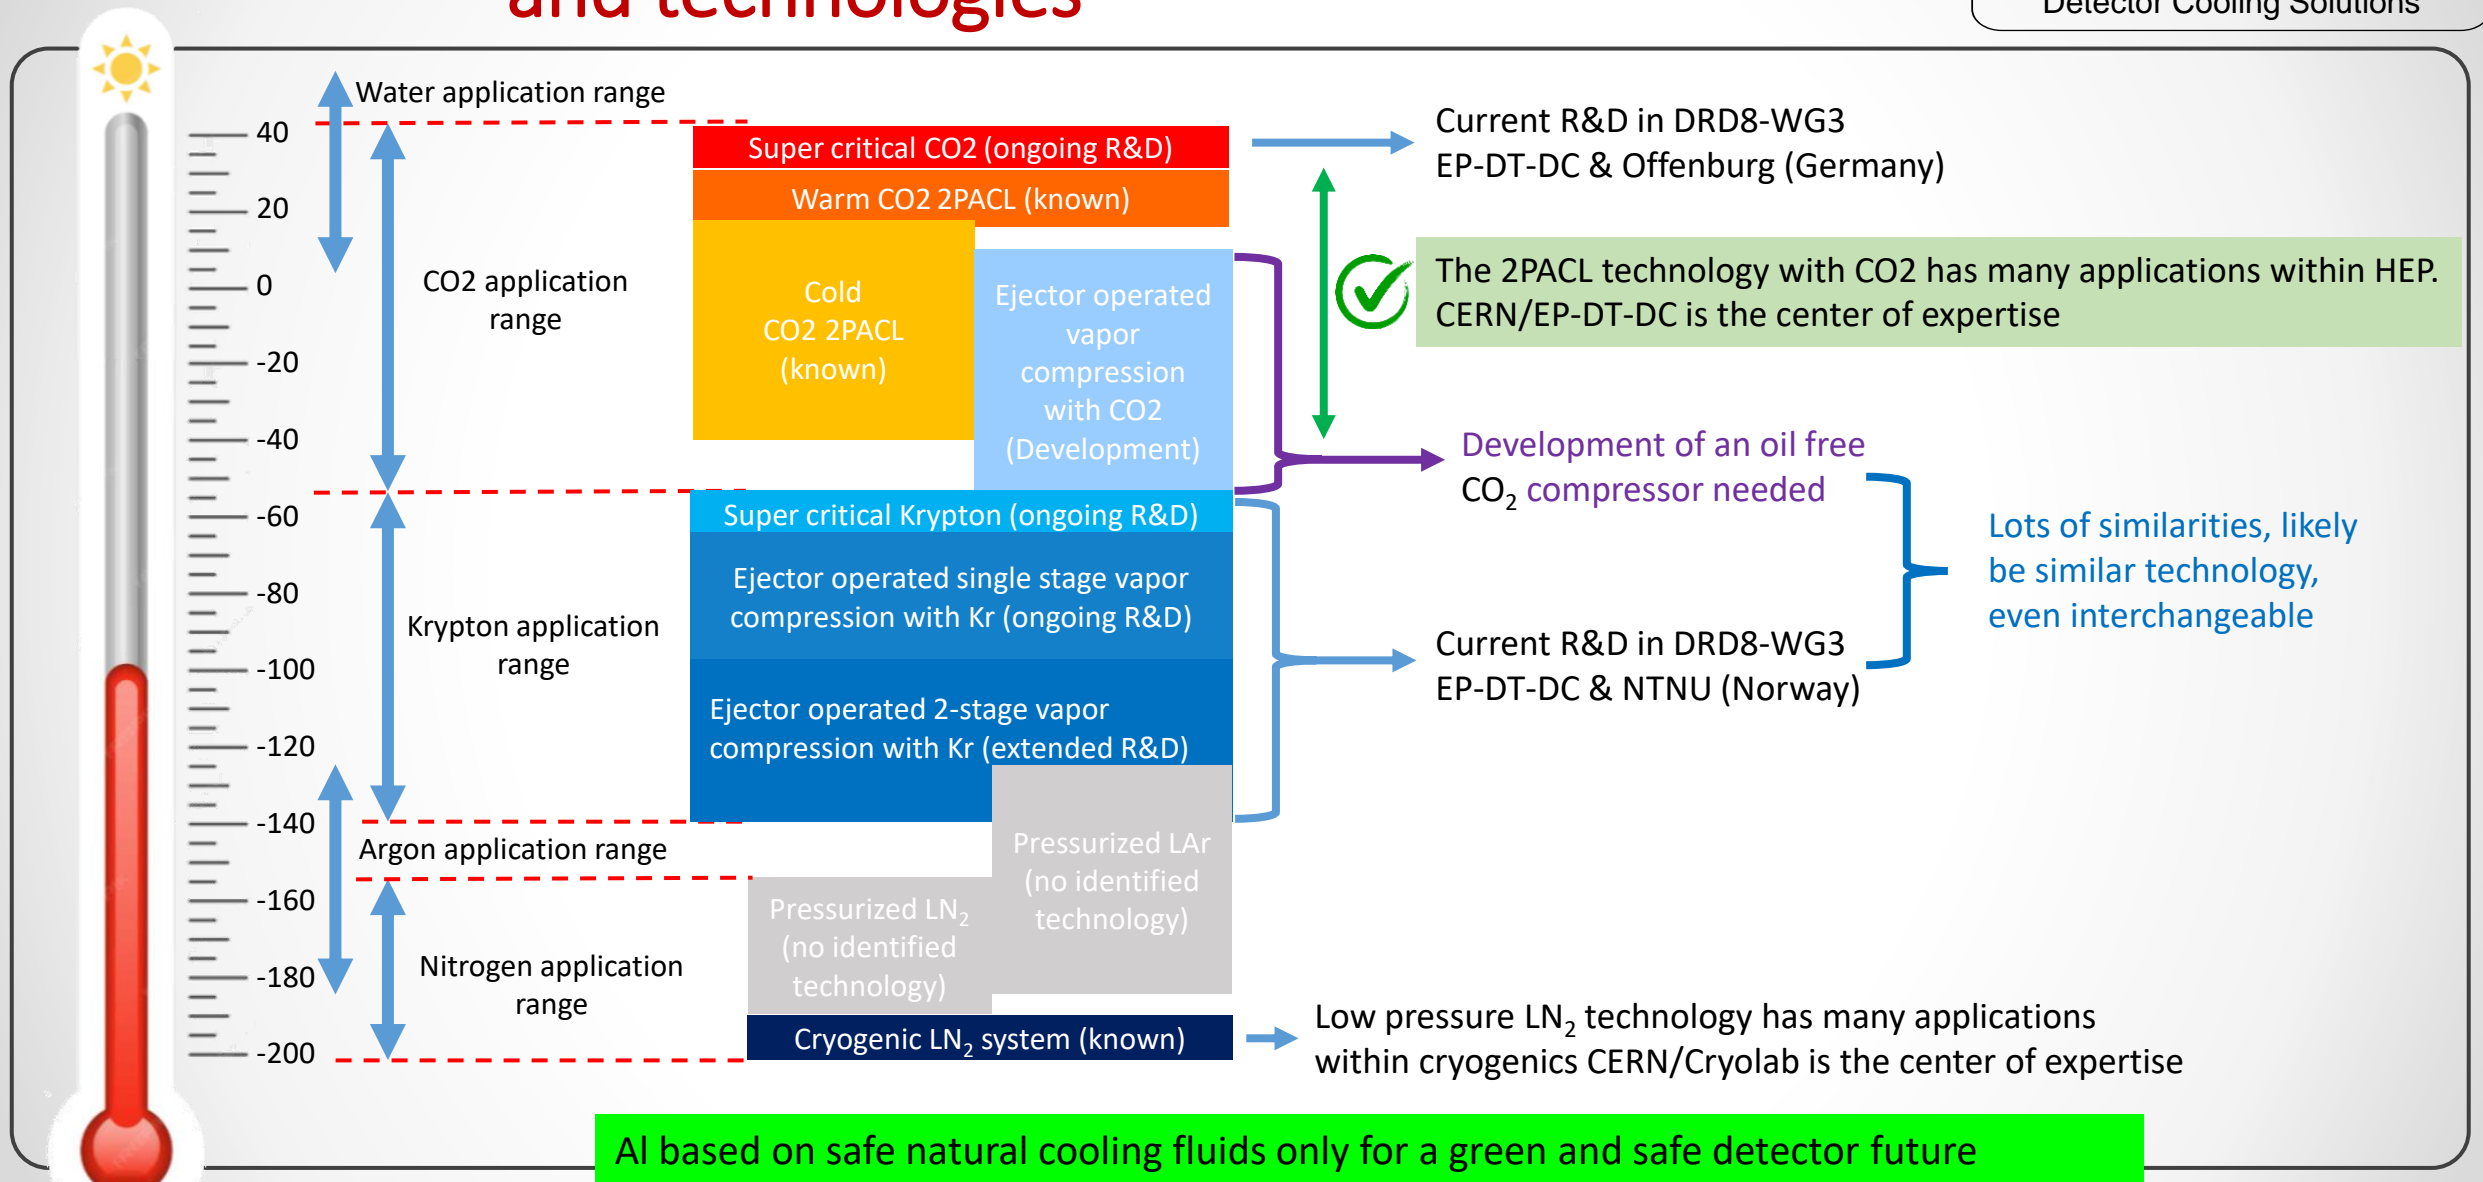 and technologies
Detector Cooling Solutions
Water application range
40
20
0
-20
-40
-60
-80
-100
-120
-140
-160
-180
-200
CO2 application
range
Krypton application
range
Argon application range
Nitrogen application
range
Super critical CO2 (ongoing R&D)
Warm CO2 2PACL (known)
Cold
CO2 2PACL
(known)
Ejector operated
vapor
compression
with CO2
(Development)
Super critical Krypton (ongoing R&D)
Ejector operated single stage vapor
compression with Kr (ongoing R&D)
Ejector operated 2-stage vapor
compression with Kr (extended R&D)
Pressurized LAr
(no identified
technology)
Pressurized LN₂
(no identified
technology)
Cryogenic LN₂ system (known)
Current R&D in DRD8-WG3
EP-DT-DC & Offenburg (Germany)
The 2PACL technology with CO2 has many applications within HEP.
CERN/EP-DT-DC is the center of expertise
Development of an oil free
CO₂ compressor needed
Lots of similarities, likely
be similar technology,
even interchangeable
Current R&D in DRD8-WG3
EP-DT-DC & NTNU (Norway)
Low pressure LN₂ technology has many applications
within cryogenics CERN/Cryolab is the center of expertise
Al based on safe natural cooling fluids only for a green and safe detector future